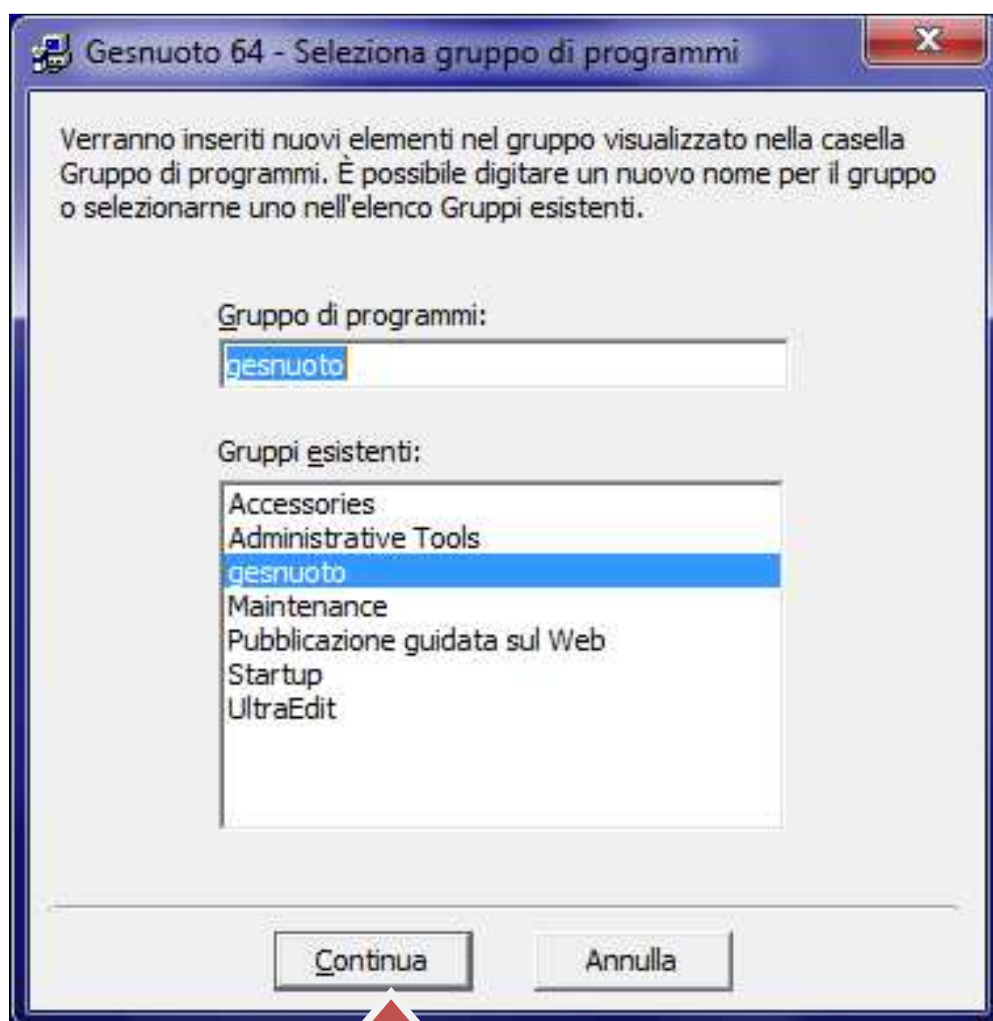 Gesnuoto 64 - Seleziona gruppo di programmi
Verranno inseriti nuovi elementi nel gruppo visualizzato nella casella
Gruppo di programmi. È possibile digitare un nuovo nome per il gruppo
o selezionarne uno nell'elenco Gruppi esistenti.
Gruppo di programmi:
gesnuoto
Gruppi esistenti:
Accessories
Administrative Tools
gesnuoto
Maintenance
Pubblicazione guidata sul Web
Startup
UltraEdit
Continua
Annulla